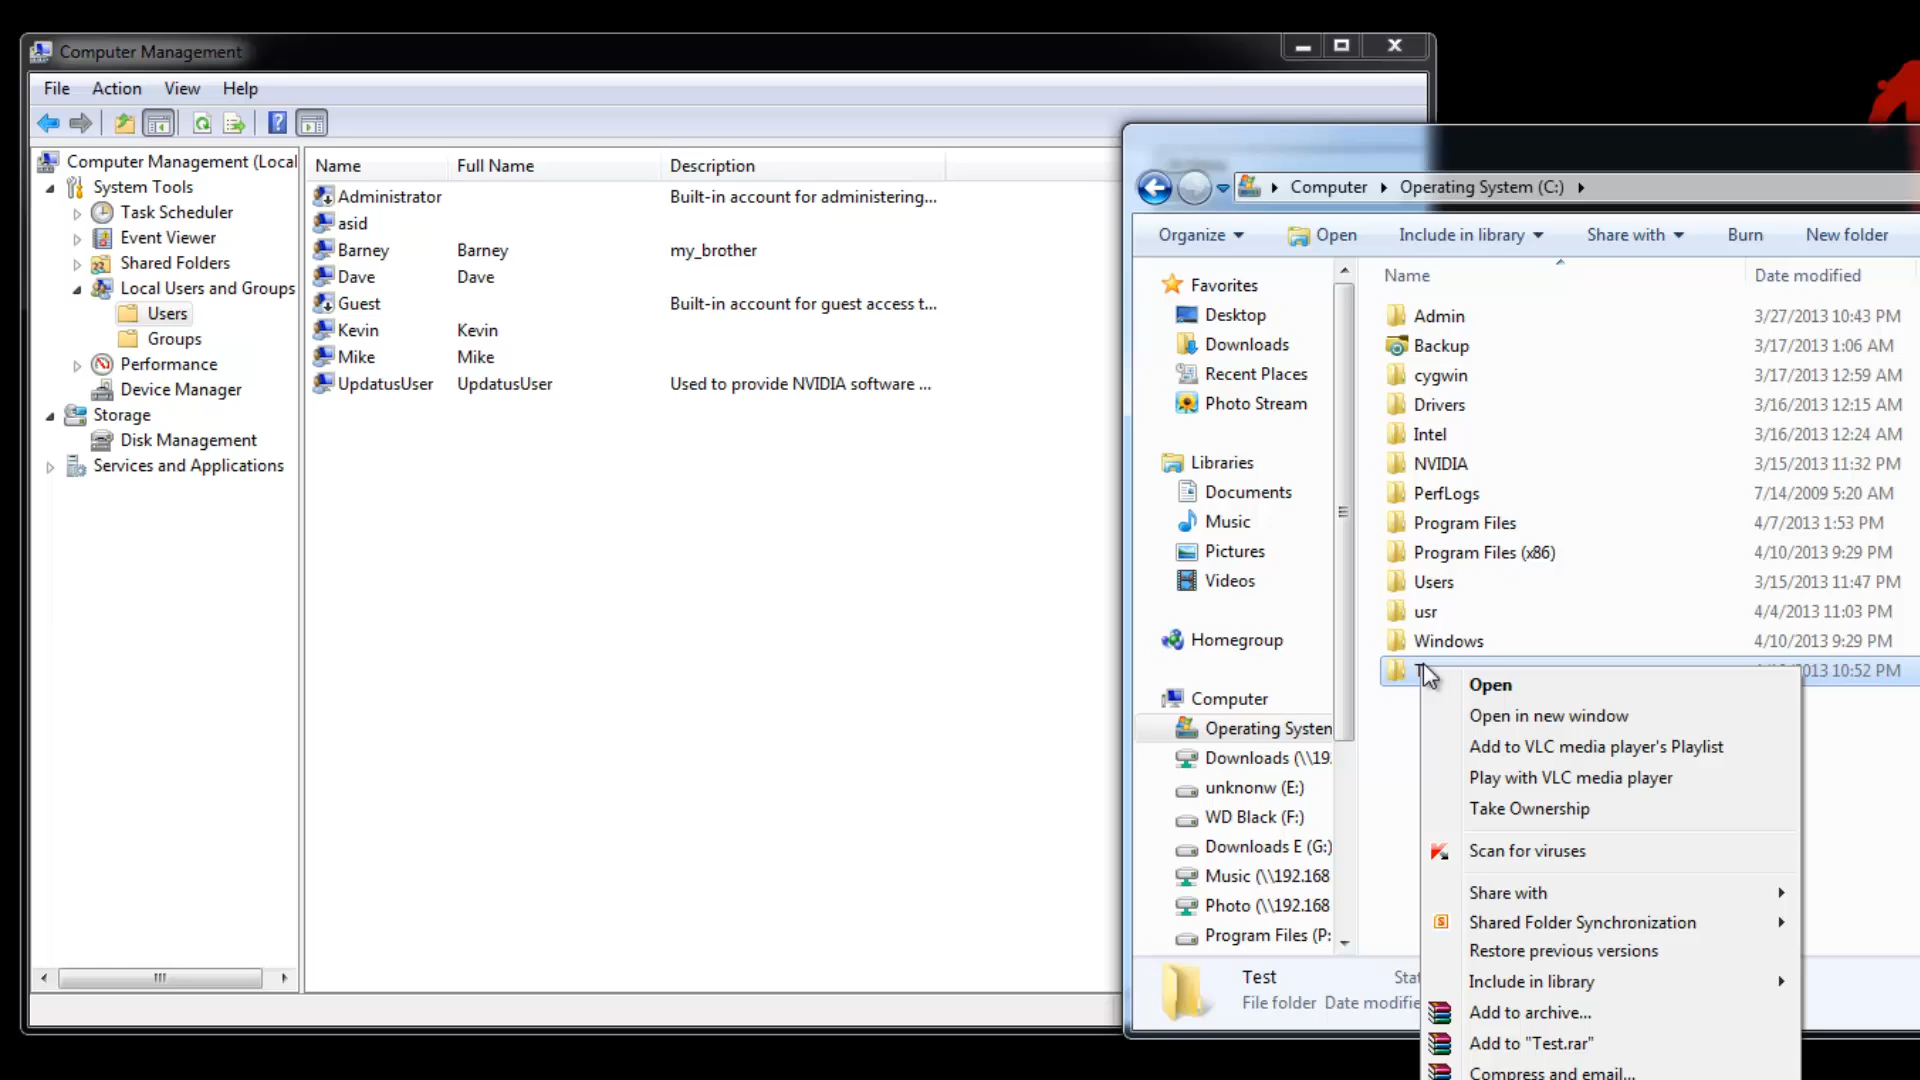 Computer Management
File Action View Help
Computer Management (Local
System Tools
Task Scheduler
Event Viewer
Shared Folders
Local Users and Groups
Users
Groups
Performance
Device Manager
Storage
Disk Management
Services and Applications
Name Full Name Description
Administrator Built-in account for administering...
asid
Barney Barney my_brother
Dave Dave
Guest Built-in account for guest access t...
Kevin Kevin
Mike Mike
UpdatusUser UpdatusUser Used to provide NVIDIA software ...
Computer Operating System (C:)
Organize Open Include in library Share with Burn New folder
Favorites
Desktop
Downloads
Recent Places
Photo Stream
Libraries
Documents
Music
Pictures
Videos
Homegroup
Computer
Operating System
Downloads (\\19
unknonw (E:)
WD Black (F:)
Downloads E (G:)
Music (\\192.168
Photo (\\192.168
Program Files (P:
Name Date modified
Admin 3/27/2013 10:43 PM
Backup 3/17/2013 1:06 AM
cygwin 3/17/2013 12:59 AM
Drivers 3/16/2013 12:15 AM
Intel 3/16/2013 12:24 AM
NVIDIA 3/15/2013 11:32 PM
PerfLogs 7/14/2009 5:20 AM
Program Files 4/7/2013 1:53 PM
Program Files (x86) 4/10/2013 9:29 PM
Users 3/15/2013 11:47 PM
usr 4/4/2013 11:03 PM
Windows 4/10/2013 9:29 PM
T 2013 10:52 PM
Open
Open in new window
Add to VLC media player's Playlist
Play with VLC media player
Take Ownership
Scan for viruses
Share with
Shared Folder Synchronization
Restore previous versions
Include in library
Add to archive...
Add to "Test.rar"
Compress and email...
Test Sta
File folder Date modifie